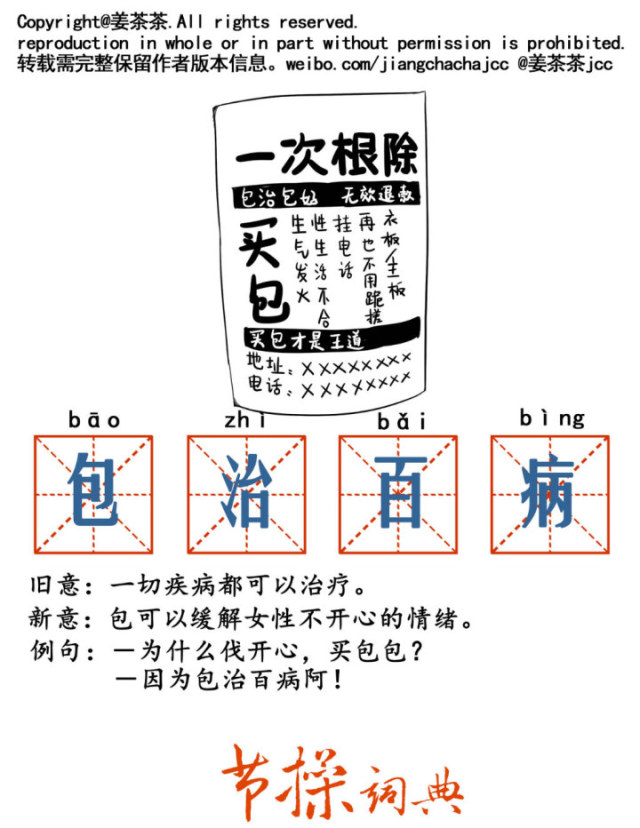 Copyright@姜茶茶.All rights reserved.
reproduction in whole or in part without permission is prohibited.
转载需完整保留作者版本信息。weibo.com/jiangchachajcc @姜茶茶jcc
一次根除
包治包好 无效退款
买包
生气发火
性生活不合
挂电话
再也不用跪搓
衣板/主板
买包才是王道
地址:XXXXXXXX
电话:XXXXXXXX
bāo zhì bǎi bìng
包治百病
旧意：一切疾病都可以治疗。
新意：包可以缓解女性不开心的情绪。
例句：－为什么伐开心，买包包？
－因为包治百病阿！
节操词典